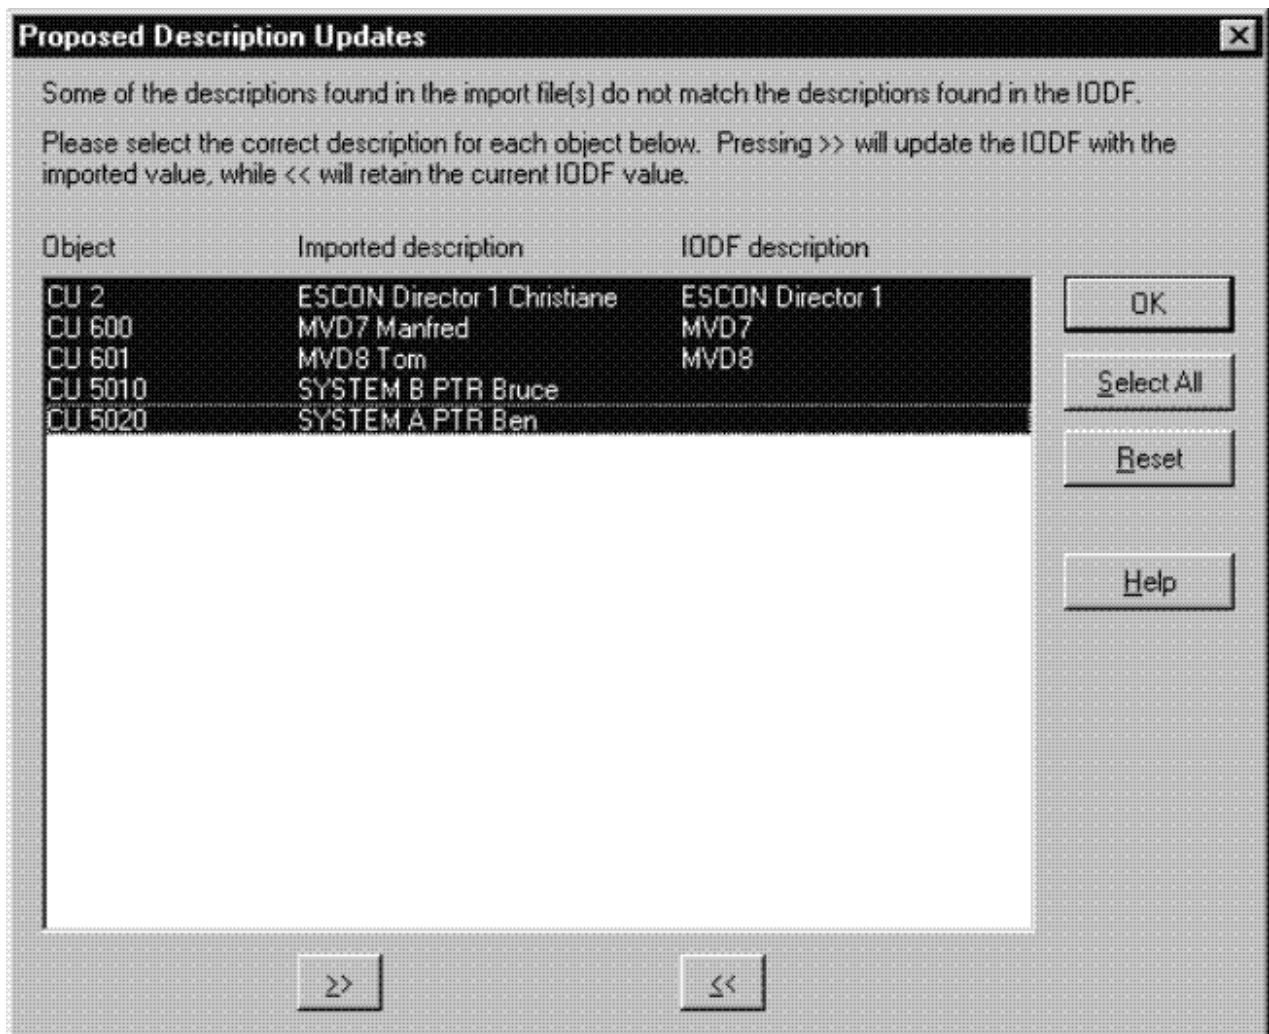 Proposed Description Updates
Some of the descriptions found in the import file(s) do not match the descriptions found in the IODF.
Please select the correct description for each object below.  Pressing >> will update the IODF with the
imported value, while << will retain the current IODF value.
Object Imported description IODF description
CU 2 ESCON Director 1 Christiane ESCON Director 1
CU 600 MVD7 Manfred MVD7
CU 601 MVD8 Tom MVD8
CU 5010 SYSTEM B PTR Bruce
CU 5020 SYSTEM A PTR Ben
OK
Select All
Reset
Help
>> <<